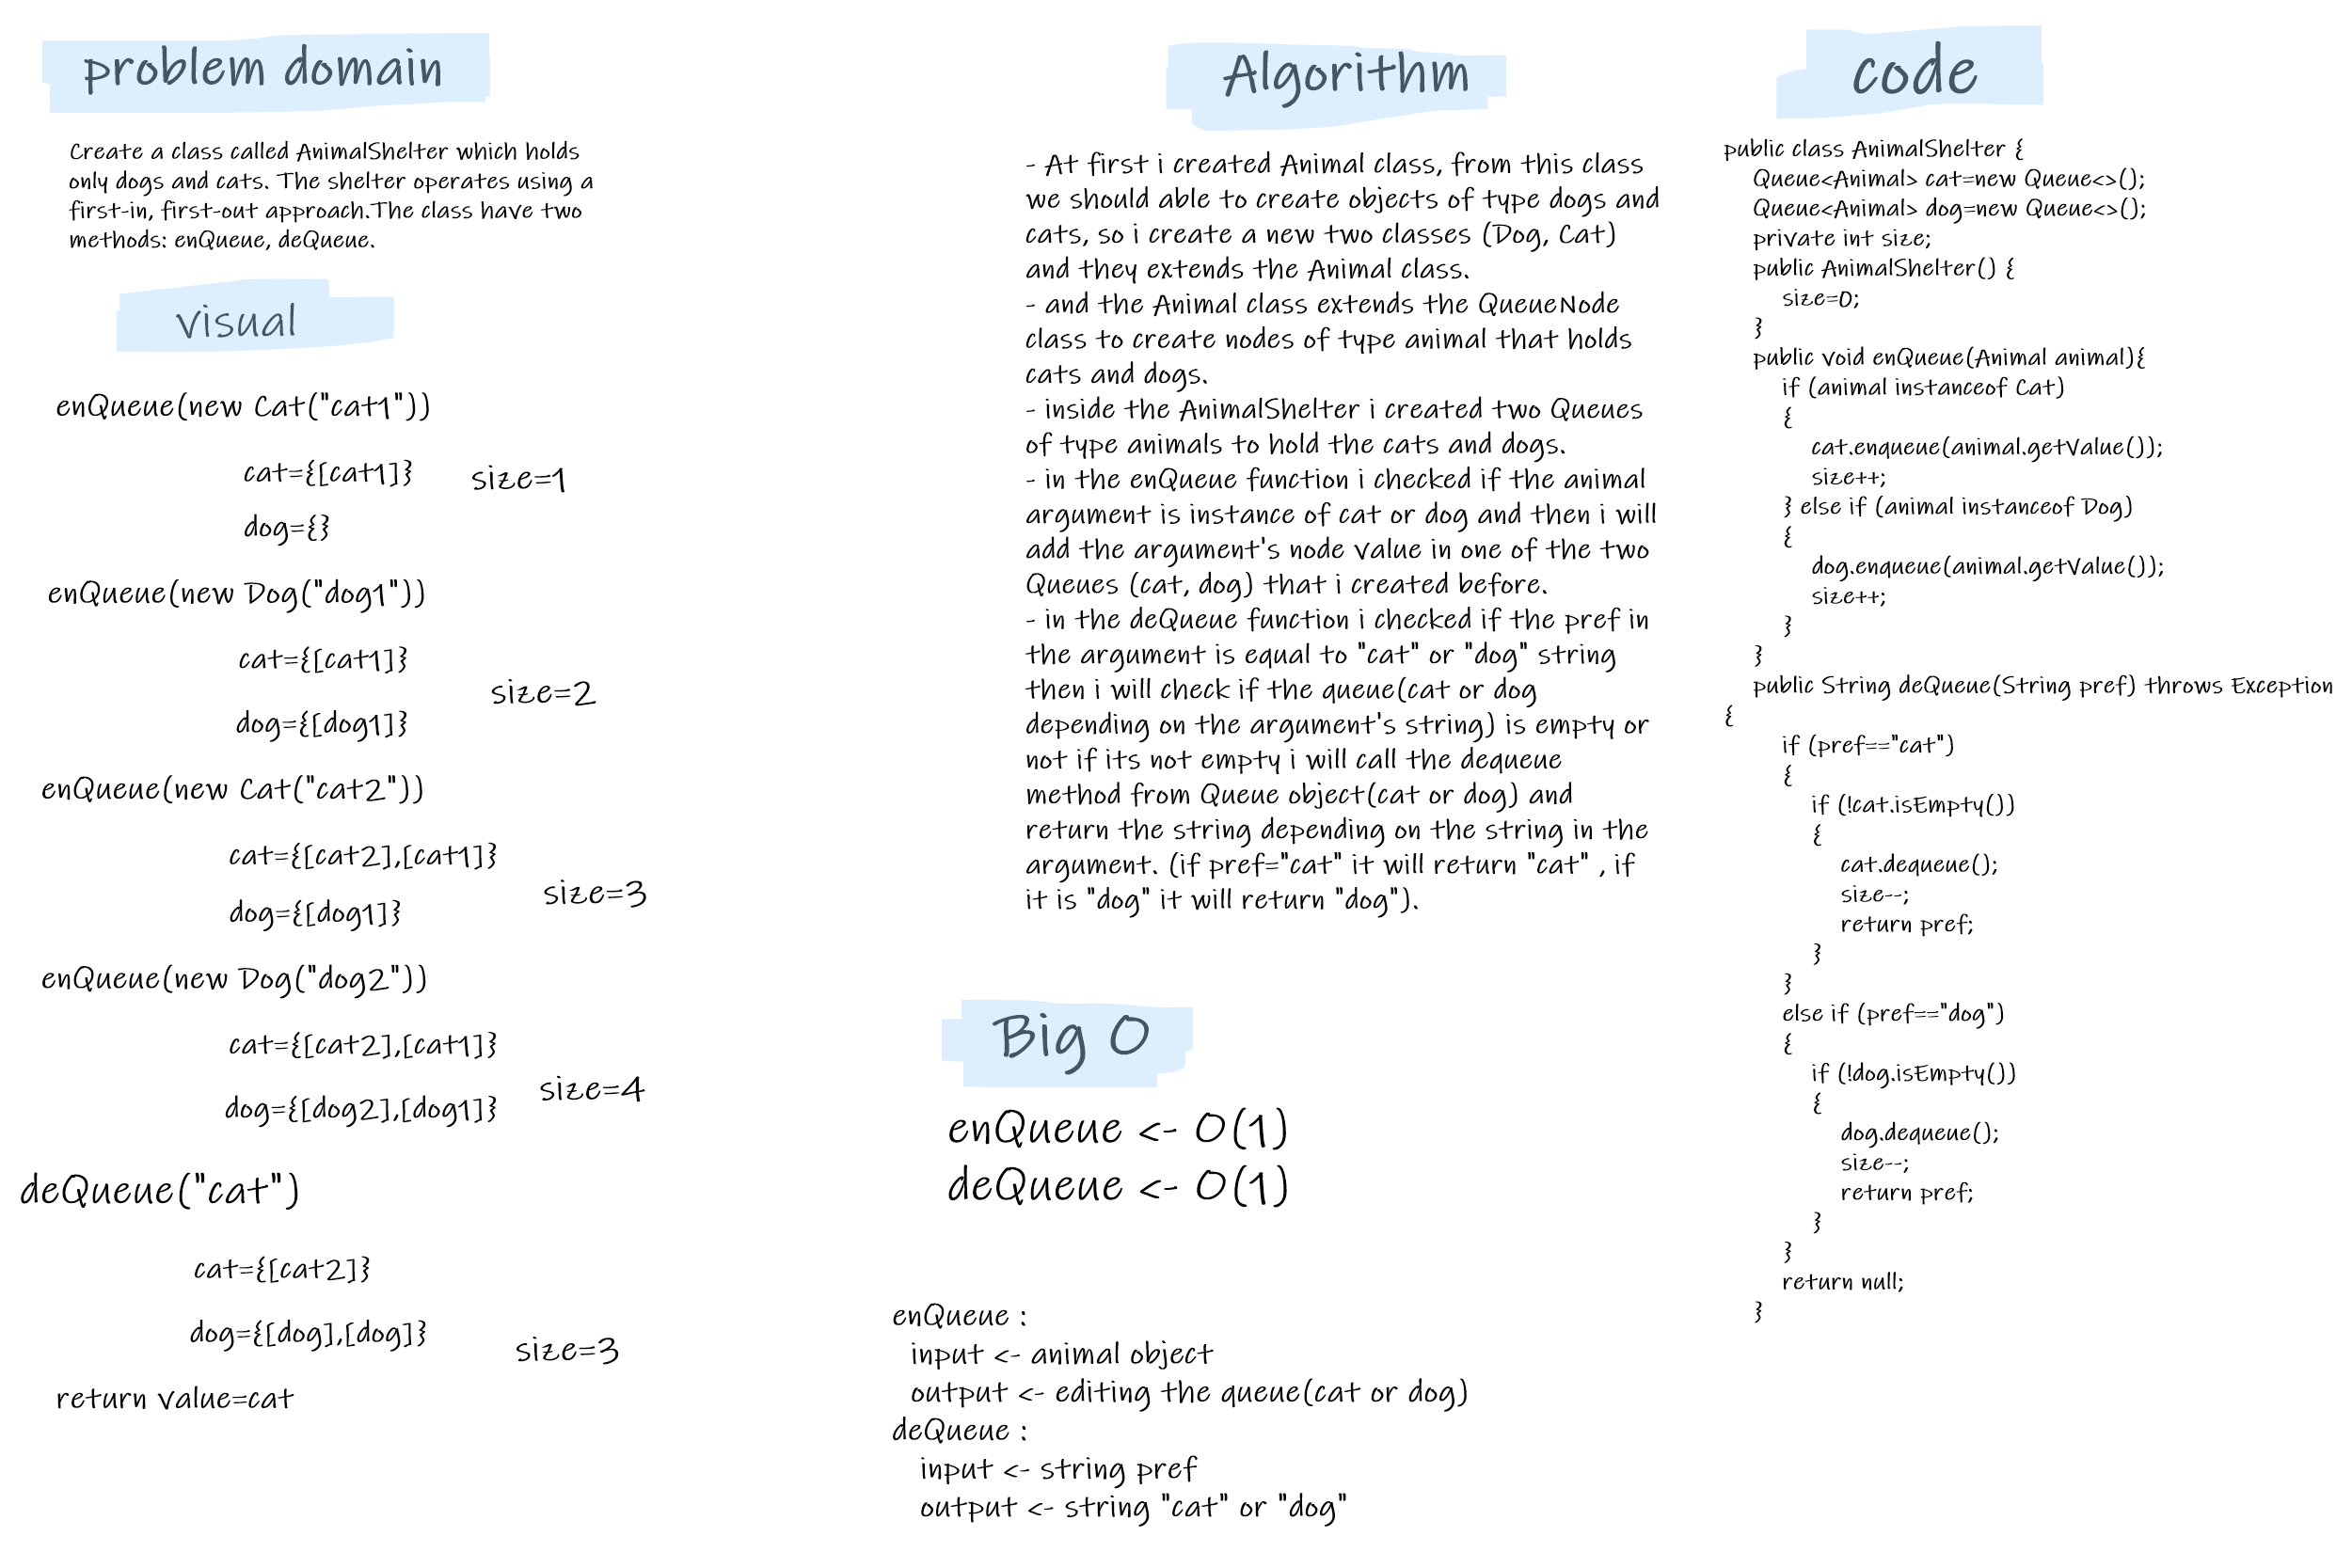 problem domain
Create a class called AnimalShelter which holds
only dogs and cats. The shelter operates using a
first-in, first-out approach.The class have two
methods: enQueue, deQueue.
visual
enQueue(new Cat("cat1"))
cat={[cat1]}
size=1
dog={}
enQueue(new Dog("dog1"))
cat={[cat1]}
size=2
dog={[dog1]}
enQueue(new Cat("cat2"))
cat={[cat2],[cat1]}
size=3
dog={[dog1]}
enQueue(new Dog("dog2"))
cat={[cat2],[cat1]}
size=4
dog={[dog2],[dog1]}
deQueue("cat")
cat={[cat2]}
dog={[dog],[dog]}
size=3
return value=cat
Algorithm
- At first i created Animal class, from this class
we should able to create objects of type dogs and
cats, so i create a new two classes (Dog, Cat)
and they extends the Animal class.
- and the Animal class extends the QueueNode
class to create nodes of type animal that holds
cats and dogs.
- inside the AnimalShelter i created two Queues
of type animals to hold the cats and dogs.
- in the enQueue function i checked if the animal
argument is instance of cat or dog and then i will
add the argument's node value in one of the two
Queues (cat, dog) that i created before.
- in the deQueue function i checked if the pref in
the argument is equal to "cat" or "dog" string
then i will check if the queue(cat or dog
depending on the argument's string) is empty or
not if its not empty i will call the dequeue
method from Queue object(cat or dog) and
return the string depending on the string in the
argument. (if pref="cat" it will return "cat" , if
it is "dog" it will return "dog").
Big O
enQueue <- O(1)
deQueue <- O(1)
enQueue :
input <- animal object
output <- editing the queue(cat or dog)
deQueue :
input <- string pref
output <- string "cat" or "dog"
code
public class AnimalShelter {
Queue<Animal> cat=new Queue<>();
Queue<Animal> dog=new Queue<>();
private int size;
public AnimalShelter() {
size=0;
}
public void enQueue(Animal animal){
if (animal instanceof Cat)
{
cat.enqueue(animal.getValue());
size++;
} else if (animal instanceof Dog)
{
dog.enqueue(animal.getValue());
size++;
}
}
public String deQueue(String pref) throws Exception
{
if (pref=="cat")
{
if (!cat.isEmpty())
{
cat.dequeue();
size--;
return pref;
}
}
else if (pref=="dog")
{
if (!dog.isEmpty())
{
dog.dequeue();
size--;
return pref;
}
}
return null;
}